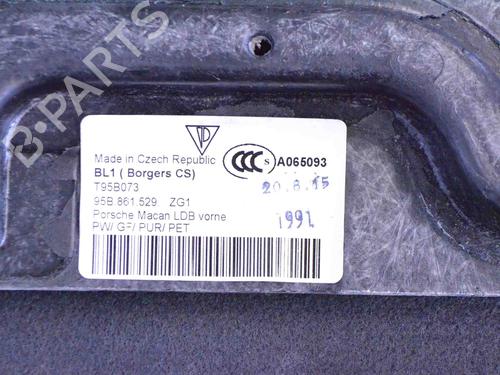 B-PARTS
Made in Czech Republic
CCC S A065093
BL1 ( Borgers CS)
T95B073
20.8.15
95B.861.529. ZG1
Porsche Macan LDB vorne
1991
PW/ GF/ PUR/ PET